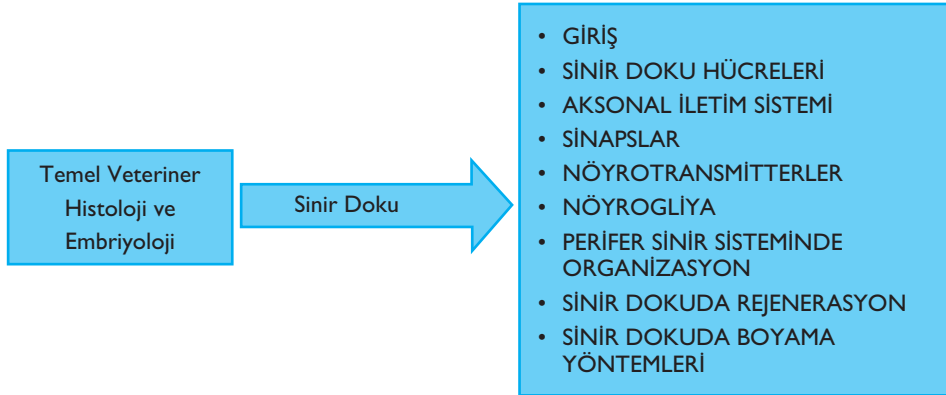 Temel Veteriner
Histoloji ve
Embriyoloji
Sinir Doku
• GİRİŞ
• SİNİR DOKU HÜCRELERİ
• AKSONAL İLETİM SİSTEMİ
• SİNAPSLAR
• NÖYROTRANSMİTTERLER
• NÖYROGLİYA
• PERİFER SİNİR SİSTEMİNDE
ORGANİZASYON
• SİNİR DOKUDA REJENERASYON
• SİNİR DOKUDA BOYAMA
YÖNTEMLERİ